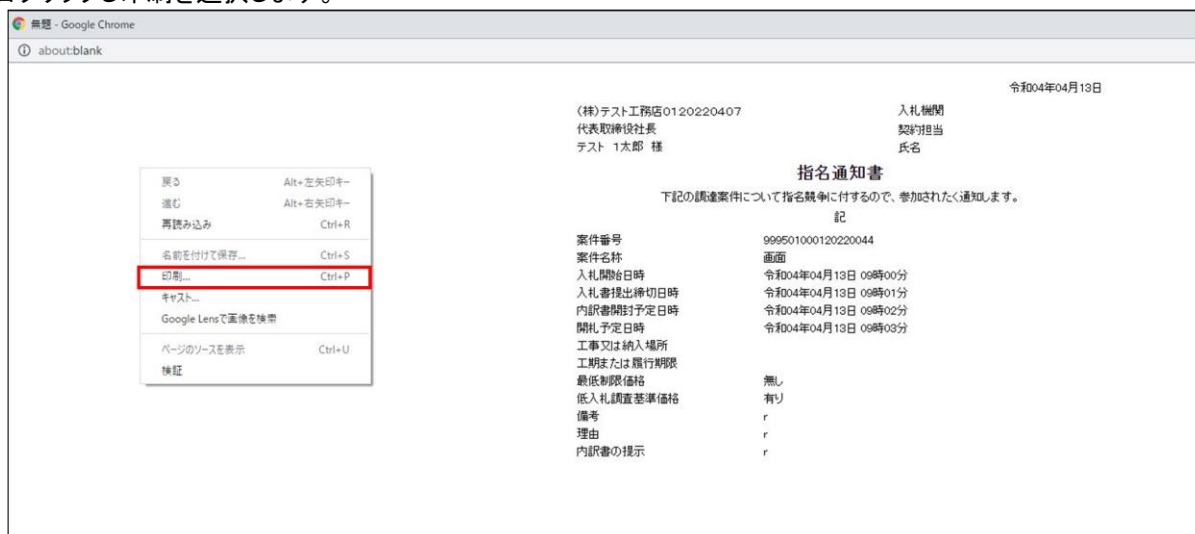 無題 - Google Chrome
about:blank
令和04年04月13日
(株)テスト工務店0120220407 入札機関
代表取締役社長 契約担当
テスト 1太郎 様 氏名
指名通知書
下記の調達案件について指名競争に付するので、参加されたく通知します。
記
戻る Alt+左矢印キー
進む Alt+右矢印キー
再読み込み Ctrl+R
名前を付けて保存... Ctrl+S
印刷... Ctrl+P
キャスト...
Google Lensで画像を検索
ページのソースを表示 Ctrl+U
検証
案件番号 999501000120220044
案件名称 画面
入札開始日時 令和04年04月13日 09時00分
入札書提出締切日時 令和04年04月13日 09時01分
内訳書開封予定日時 令和04年04月13日 09時02分
開札予定日時 令和04年04月13日 09時03分
工事又は納入場所
工期または履行期限
最低制限価格 無し
低入札調査基準価格 有り
備考 r
理由 r
内訳書の提示 r